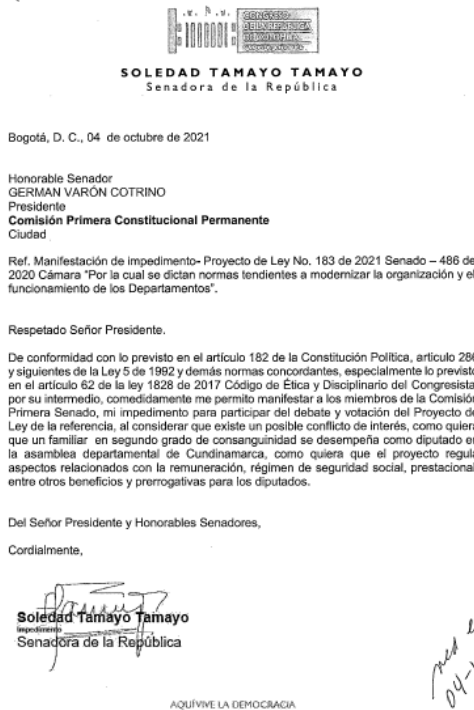 CONGRESO
DE LA REPÚBLICA
DE COLOMBIA
SOLEDAD TAMAYO TAMAYO
Senadora de la República
Bogotá, D. C., 04 de octubre de 2021
Honorable Senador
GERMAN VARÓN COTRINO
Presidente
Comisión Primera Constitucional Permanente
Ciudad
Ref. Manifestación de impedimento- Proyecto de Ley No. 183 de 2021 Senado – 486 de
2020 Cámara "Por la cual se dictan normas tendientes a modernizar la organización y el
funcionamiento de los Departamentos".
Respetado Señor Presidente.
De conformidad con lo previsto en el artículo 182 de la Constitución Política, articulo 286
y siguientes de la Ley 5 de 1992 y demás normas concordantes, especialmente lo previsto
en el artículo 62 de la ley 1828 de 2017 Código de Ética y Disciplinario del Congresista,
por su intermedio, comedidamente me permito manifestar a los miembros de la Comisión
Primera Senado, mi impedimento para participar del debate y votación del Proyecto de
Ley de la referencia, al considerar que existe un posible conflicto de interés, como quiera
que un familiar en segundo grado de consanguinidad se desempeña como diputado en
la asamblea departamental de Cundinamarca, como quiera que el proyecto regula
aspectos relacionados con la remuneración, régimen de seguridad social, prestacional
entre otros beneficios y prerrogativas para los diputados.
Del Señor Presidente y Honorables Senadores,
Cordialmente,
Soledad Tamayo Tamayo
Impedimento
Senadora de la República
04-
AQUÍVIVE LA DEMOCRACIA